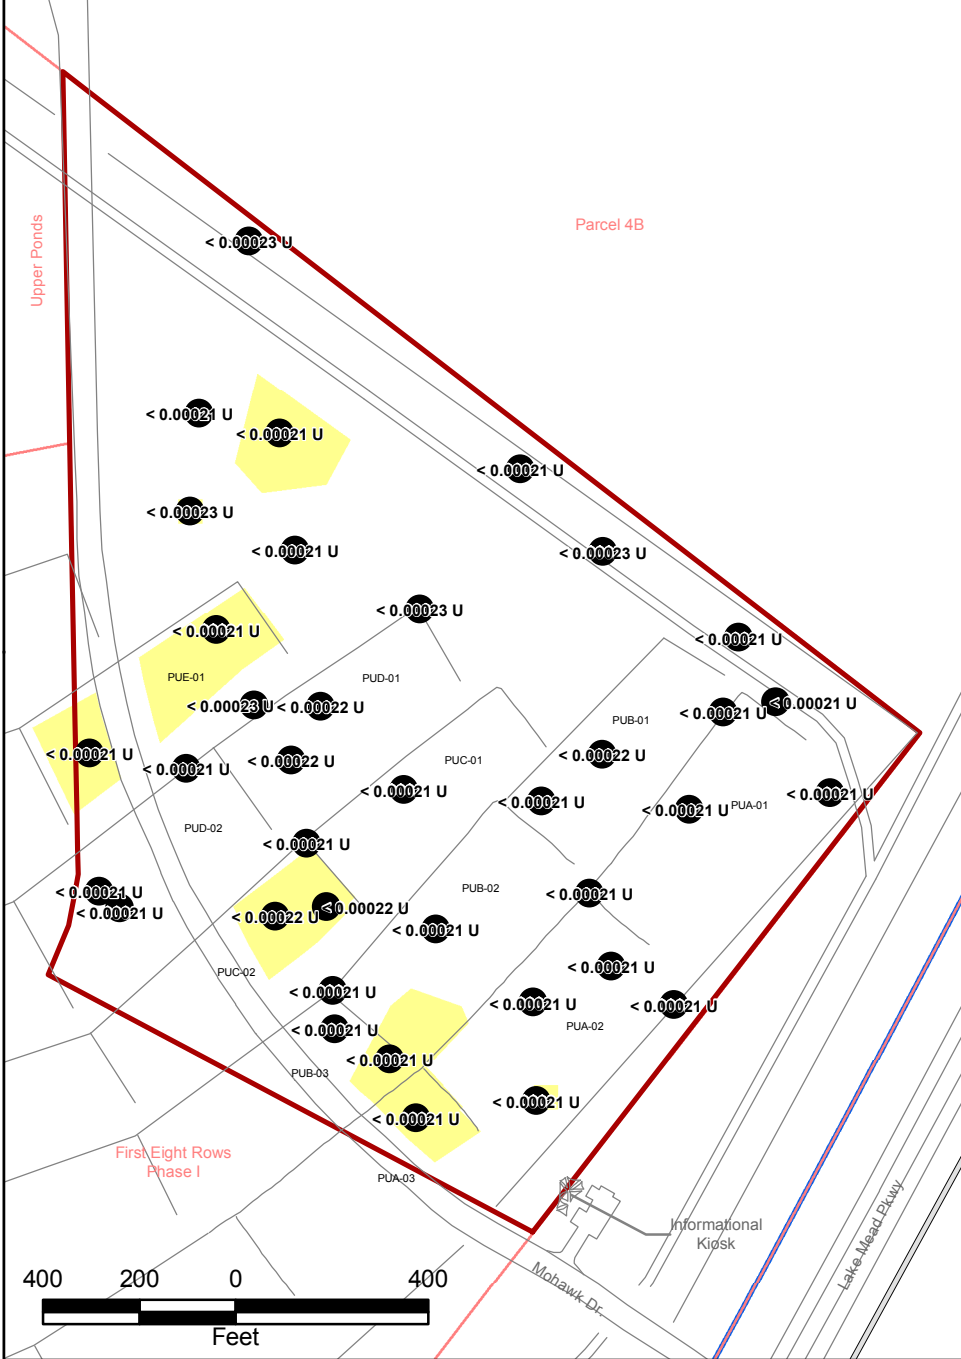 Parcel 4B
Upper Ponds
< 0.00023 U
< 0.00021 U
< 0.00021 U
< 0.00021 U
< 0.00023 U
< 0.00021 U
< 0.00023 U
< 0.00023 U
< 0.00021 U
< 0.00021 U
PUE-01
PUD-01
< 0.00023 U
< 0.00022 U
< 0.00021 U
< 0.00021 U
PUB-01
< 0.00021 U
< 0.00021 U
< 0.00022 U
< 0.00022 U
PUC-01
< 0.00021 U
< 0.00021 U
< 0.00021 U
PUA-01
< 0.00021 U
PUD-02
< 0.00021 U
< 0.00021 U
< 0.00021 U
PUB-02
< 0.00021 U
< 0.00022 U
< 0.00022 U
< 0.00021 U
PUC-02
< 0.00021 U
< 0.00021 U
< 0.00021 U
< 0.00021 U
PUA-02
< 0.00021 U
< 0.00021 U
PUB-03
< 0.00021 U
< 0.00021 U
First Eight Rows
Phase I
PUA-03
Informational
Kiosk
Lake Mead Pkwy
Mohawk Dr.
400 200 0 400
Feet